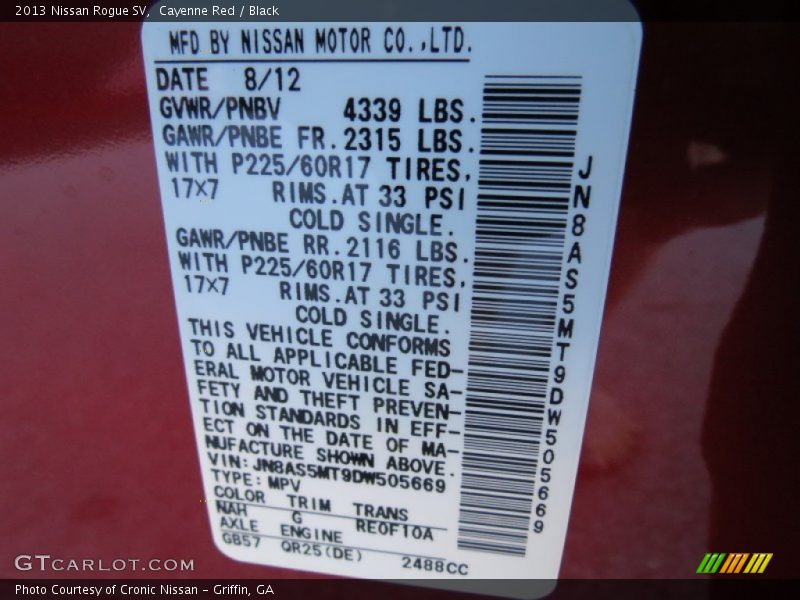 2013 Nissan Rogue SV,  Cayenne Red / Black
MFD BY NISSAN MOTOR CO.,LTD.
DATE 8/12
GVWR/PNBV 4339 LBS.
GAWR/PNBE FR. 2315 LBS.
WITH P225/60R17 TIRES,
17×7 RIMS.AT 33 PSI
COLD SINGLE.
GAWR/PNBE RR. 2116 LBS.
WITH P225/60R17 TIRES,
17×7 RIMS.AT 33 PSI
COLD SINGLE.
THIS VEHICLE CONFORMS
TO ALL APPLICABLE FED-
ERAL MOTOR VEHICLE SA-
FETY AND THEFT PREVEN-
TION STANDARDS IN EFF-
ECT ON THE DATE OF MA-
NUFACTURE SHOWN ABOVE.
VIN:JN8AS5MT9DW505669
TYPE:MPV
COLOR TRIM TRANS
NAH G RE0F10A
AXLE ENGINE
GB57 QR25(DE) 2488CC
JN8AS5MT9DW505669
GTCARLOT.COM
Photo Courtesy of Cronic Nissan - Griffin, GA